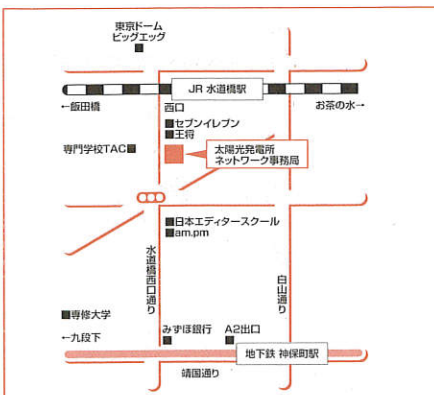 東京ドーム
ビッグエッグ
JR 水道橋駅
←飯田橋
西口
お茶の水→
セブンイレブン
王将
専門学校TAC
太陽光発電所
ネットワーク事務局
日本エディタースクール
am.pm
水道橋西口通り
白山通り
専修大学
←九段下
みずほ銀行
A2出口
地下鉄 神保町駅
靖国通り